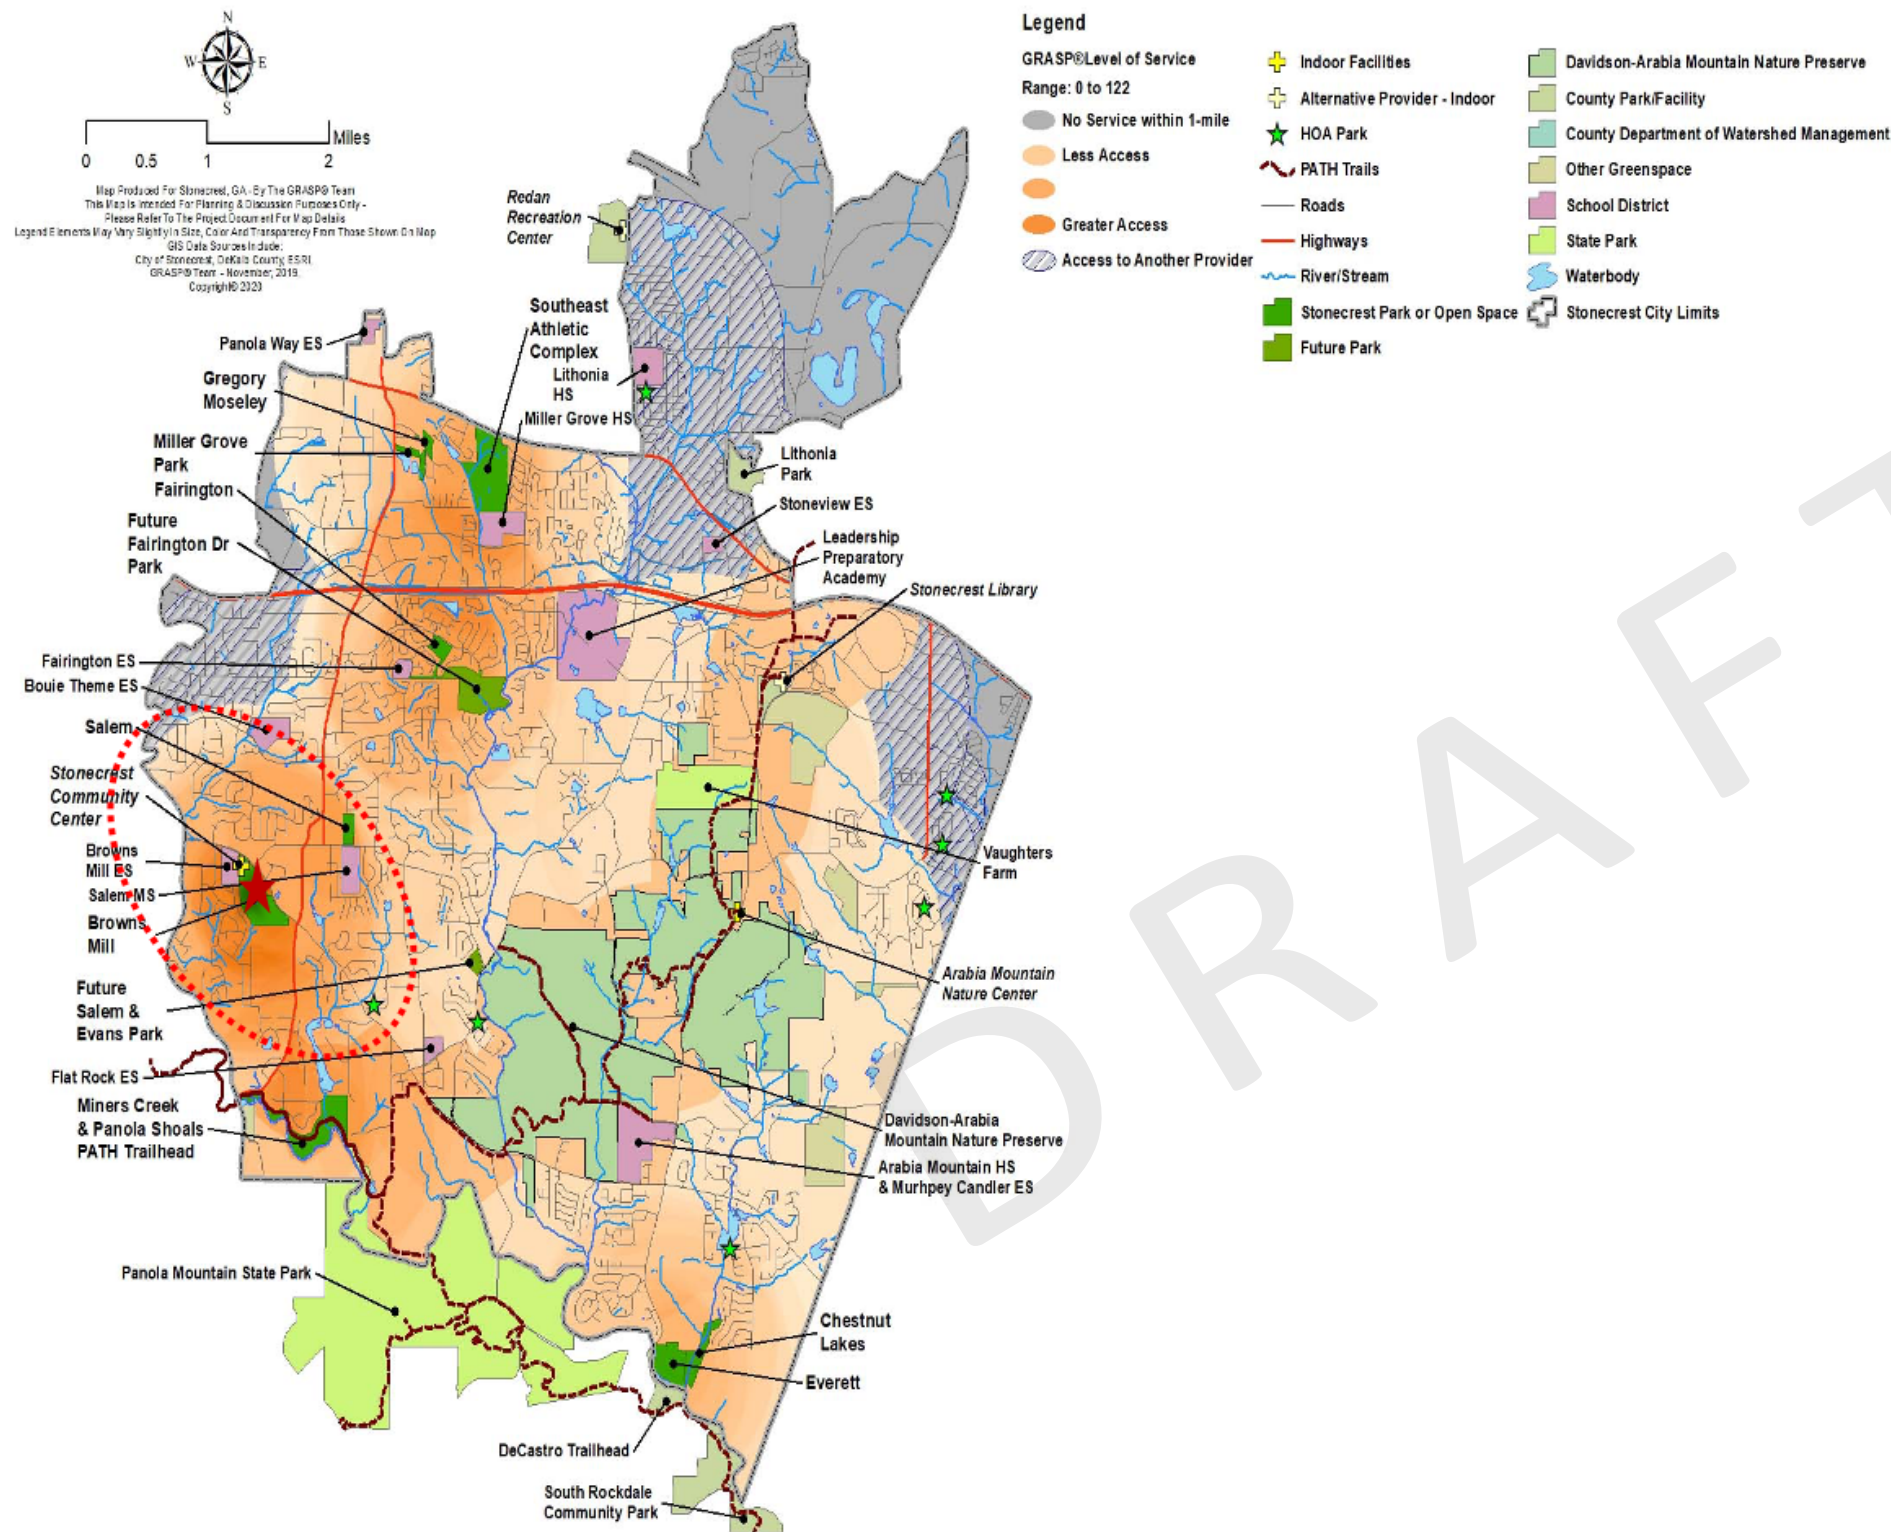 N
W
E
S
Miles
0 0.5 1 2
Map Produced For Stonecrest, GA - By The GRASP® Team
This Map Is Intended For Planning & Discussion Purposes Only -
Please Refer To The Project Document For Map Details
Legend Elements May Vary Slightly In Size, Color And Transparency From Those Shown On Map
GIS Data Sources Include:
City of Stonecrest, DeKalb County, ESRI,
GRASP® Team - November, 2019.
Copyright© 2020
Legend
GRASP®Level of Service
Range: 0 to 122
No Service within 1-mile
Less Access
Greater Access
Access to Another Provider
Indoor Facilities
Alternative Provider - Indoor
HOA Park
PATH Trails
Roads
Highways
River/Stream
Stonecrest Park or Open Space
Future Park
Davidson-Arabia Mountain Nature Preserve
County Park/Facility
County Department of Watershed Management
Other Greenspace
School District
State Park
Waterbody
Stonecrest City Limits
Redan
Recreation
Center
Southeast
Athletic
Complex
Lithonia
HS
Miller Grove HS
Panola Way ES
Gregory
Moseley
Miller Grove
Park
Fairington
Future
Fairington Dr
Park
Lithonia
Park
Stoneview ES
Leadership
Preparatory
Academy
Stonecrest Library
Fairington ES
Bouie Theme ES
Salem
Stonecrest
Community
Center
Browns
Mill ES
Salem MS
Browns
Mill
Future
Salem &
Evans Park
Flat Rock ES
Miners Creek
& Panola Shoals
PATH Trailhead
Vaughters
Farm
Arabia Mountain
Nature Center
Davidson-Arabia
Mountain Nature Preserve
Arabia Mountain HS
& Murhpey Candler ES
Panola Mountain State Park
Chestnut
Lakes
Everett
DeCastro Trailhead
South Rockdale
Community Park
DRAFT